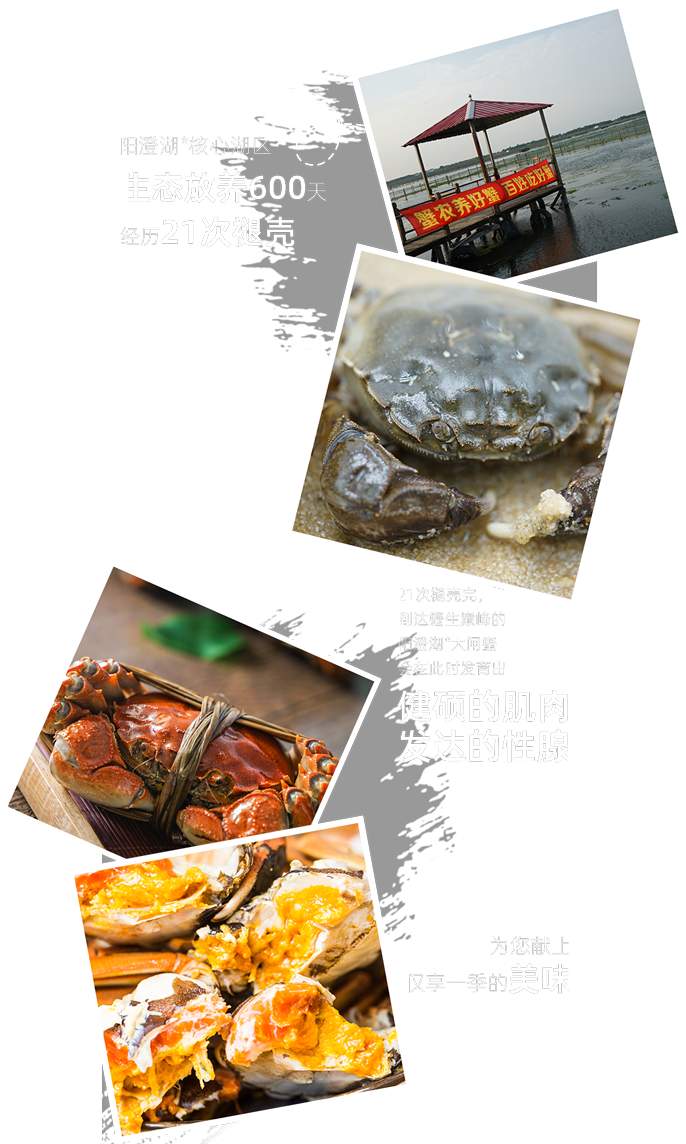 阳澄湖"核心湖区
生态放养600天
经历21次褪壳
蟹农养好蟹 百姓吃好蟹
21次褪壳完，
到达蟹生巅峰的
阳澄湖"大闸蟹
会在此时发育出
健硕的肌肉
发达的性腺
为您献上
仅享一季的美味